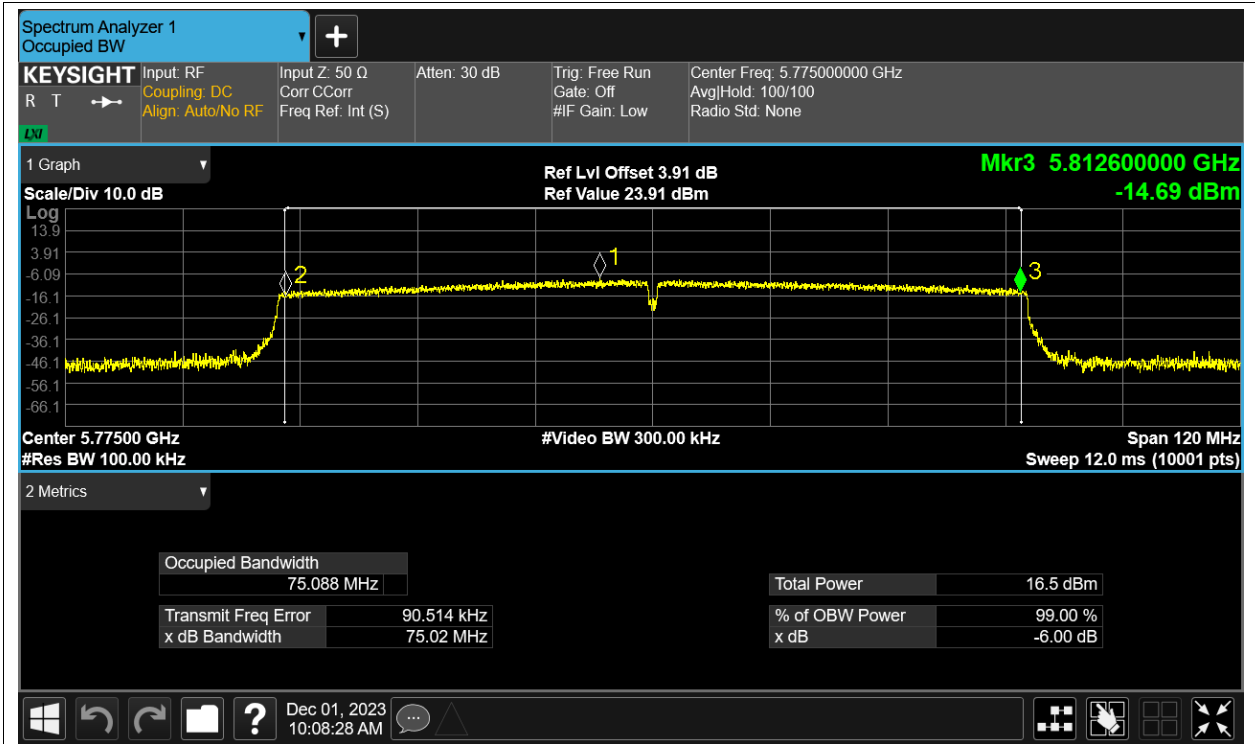 Spectrum Analyzer 1
Occupied BW
KEYSIGHT
R T
LXI
Input: RF
Coupling: DC
Align: Auto/No RF
Input Z: 50 Ω
Corr CCorr
Freq Ref: Int (S)
Atten: 30 dB
Trig: Free Run
Gate: Off
#IF Gain: Low
Center Freq: 5.775000000 GHz
Avg|Hold: 100/100
Radio Std: None
1 Graph
Scale/Div 10.0 dB
Ref Lvl Offset 3.91 dB
Ref Value 23.91 dBm
Mkr3 5.812600000 GHz
-14.69 dBm
Log
13.9
3.91
-6.09
-16.1
-26.1
-36.1
-46.1
-56.1
-66.1
2
1
3
Center 5.77500 GHz
#Res BW 100.00 kHz
#Video BW 300.00 kHz
Span 120 MHz
Sweep 12.0 ms (10001 pts)
2 Metrics
Occupied Bandwidth
75.088 MHz
Transmit Freq Error 90.514 kHz
x dB Bandwidth 75.02 MHz
Total Power 16.5 dBm
% of OBW Power 99.00 %
x dB -6.00 dB
?
Dec 01, 2023
10:08:28 AM